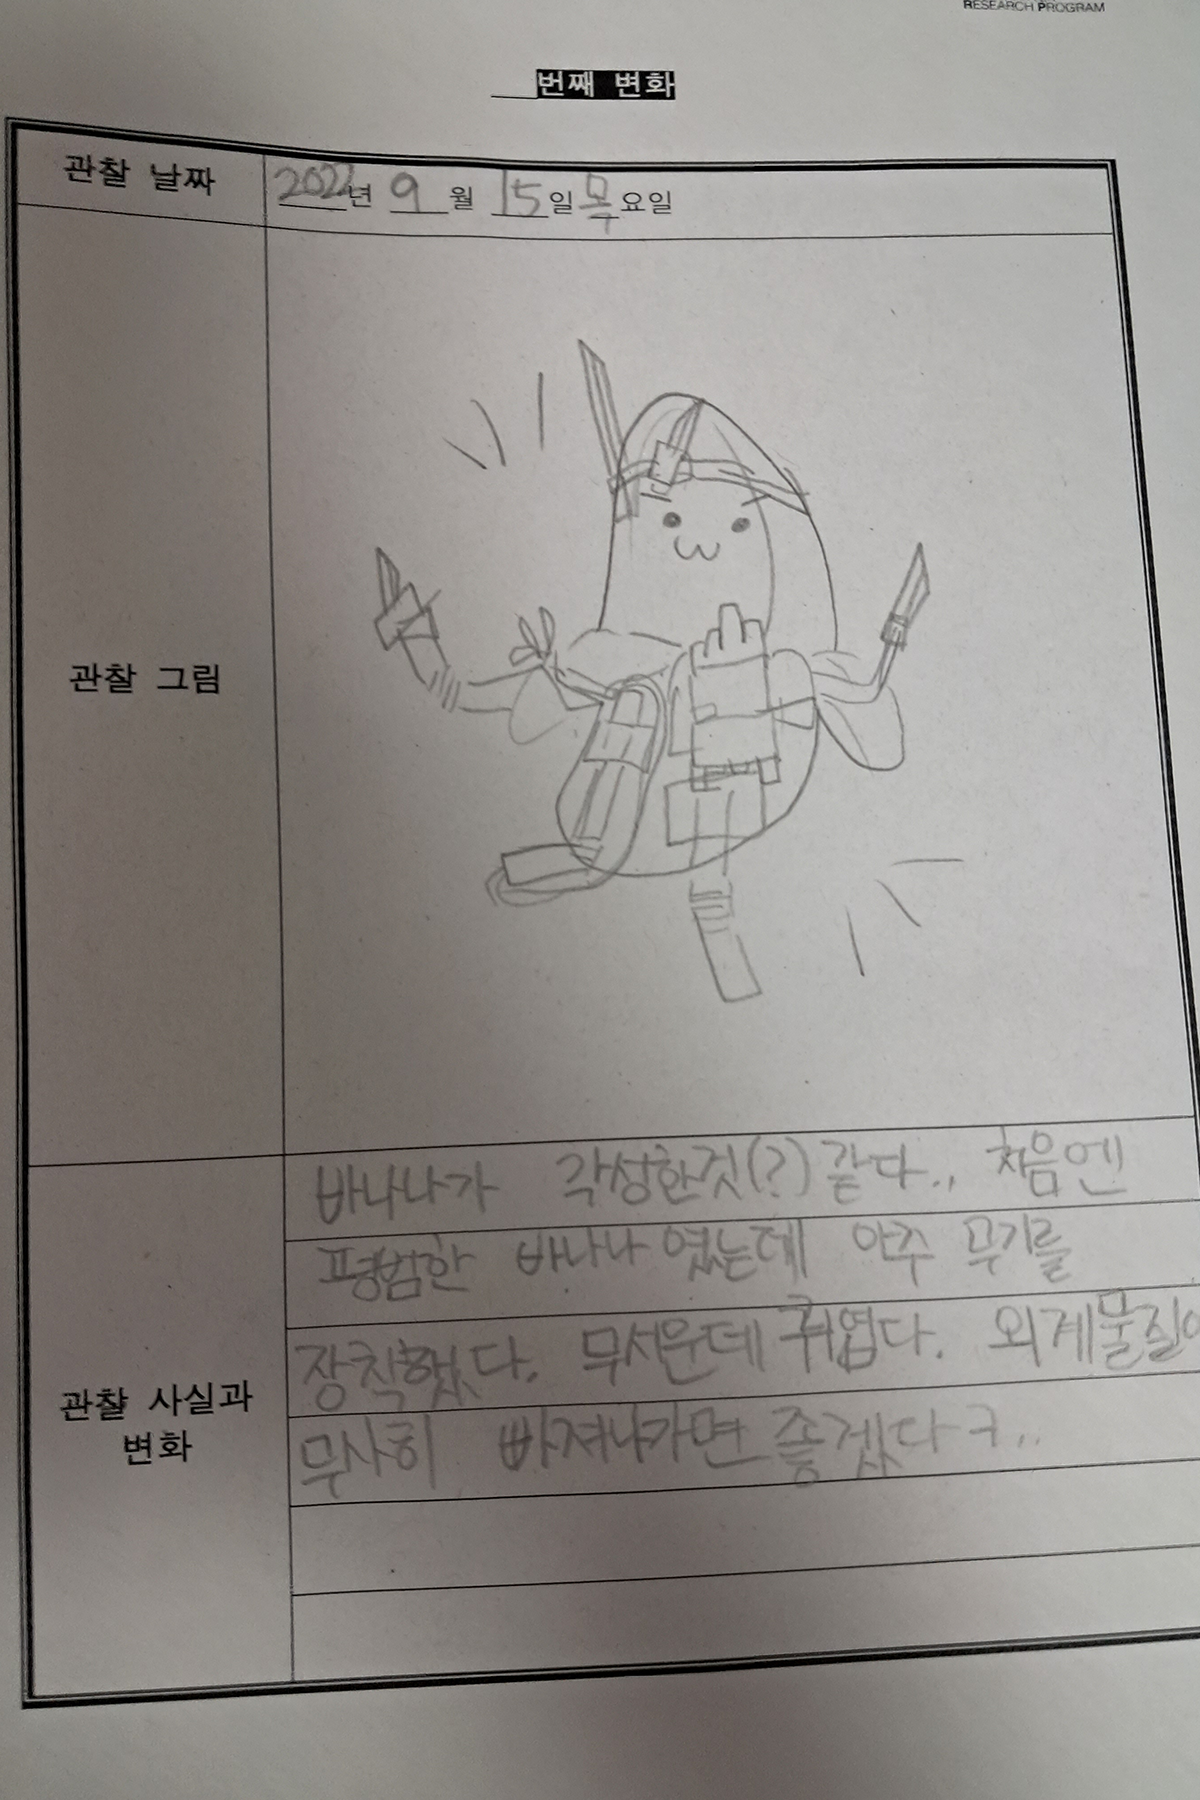 RESEARCH PROGRAM
번째 변화
관찰 날짜
2022년 9월 15일 목요일
관찰 그림
관찰 사실과
변화
바나나가 각성한것(?) 같다.. 처음엔
평범한 바나나 였는데 아주 무기를
장착했다. 무서운데 귀엽다. 외계물질이
무사히 빠져나가면 좋겠다ㅋ..